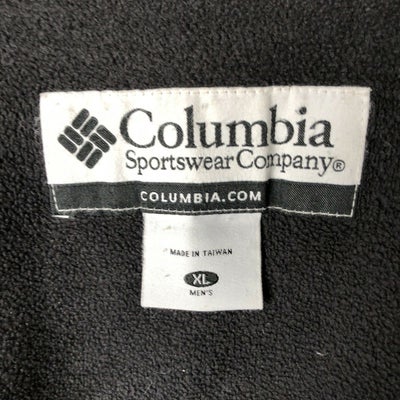 Columbia
Sportswear Company®
COLUMBIA.COM
MADE IN TAIWAN
XL
MEN'S